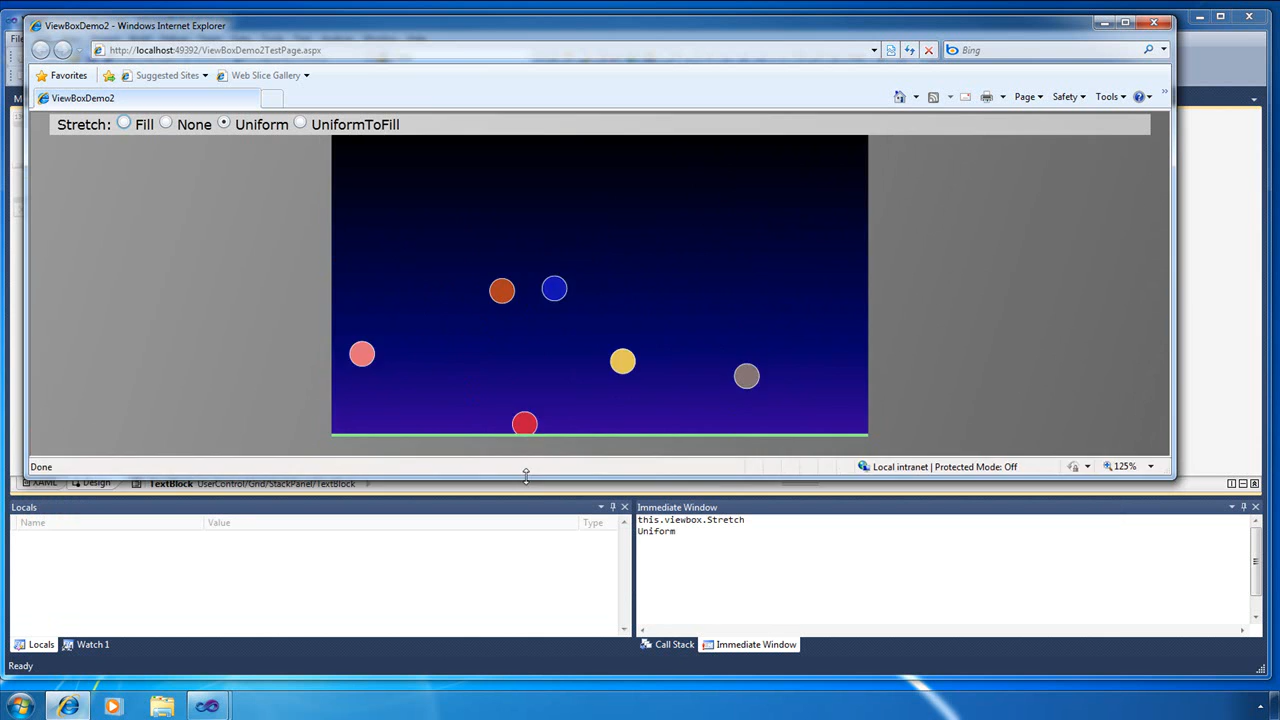 ViewBoxDemo2 - Windows Internet Explorer
http://localhost:49392/ViewBoxDemo2TestPage.aspx
Bing
Favorites
Suggested Sites
Web Slice Gallery
ViewBoxDemo2
Page
Safety
Tools
Stretch: Fill None Uniform UniformToFill
Done
Local intranet | Protected Mode: Off
125%
XAML
Design
TextBlock
UserControl/Grid/StackPanel/TextBlock
Locals
Immediate Window
Name
Value
Type
this.viewbox.Stretch
Uniform
Locals
Watch 1
Call Stack
Immediate Window
Ready